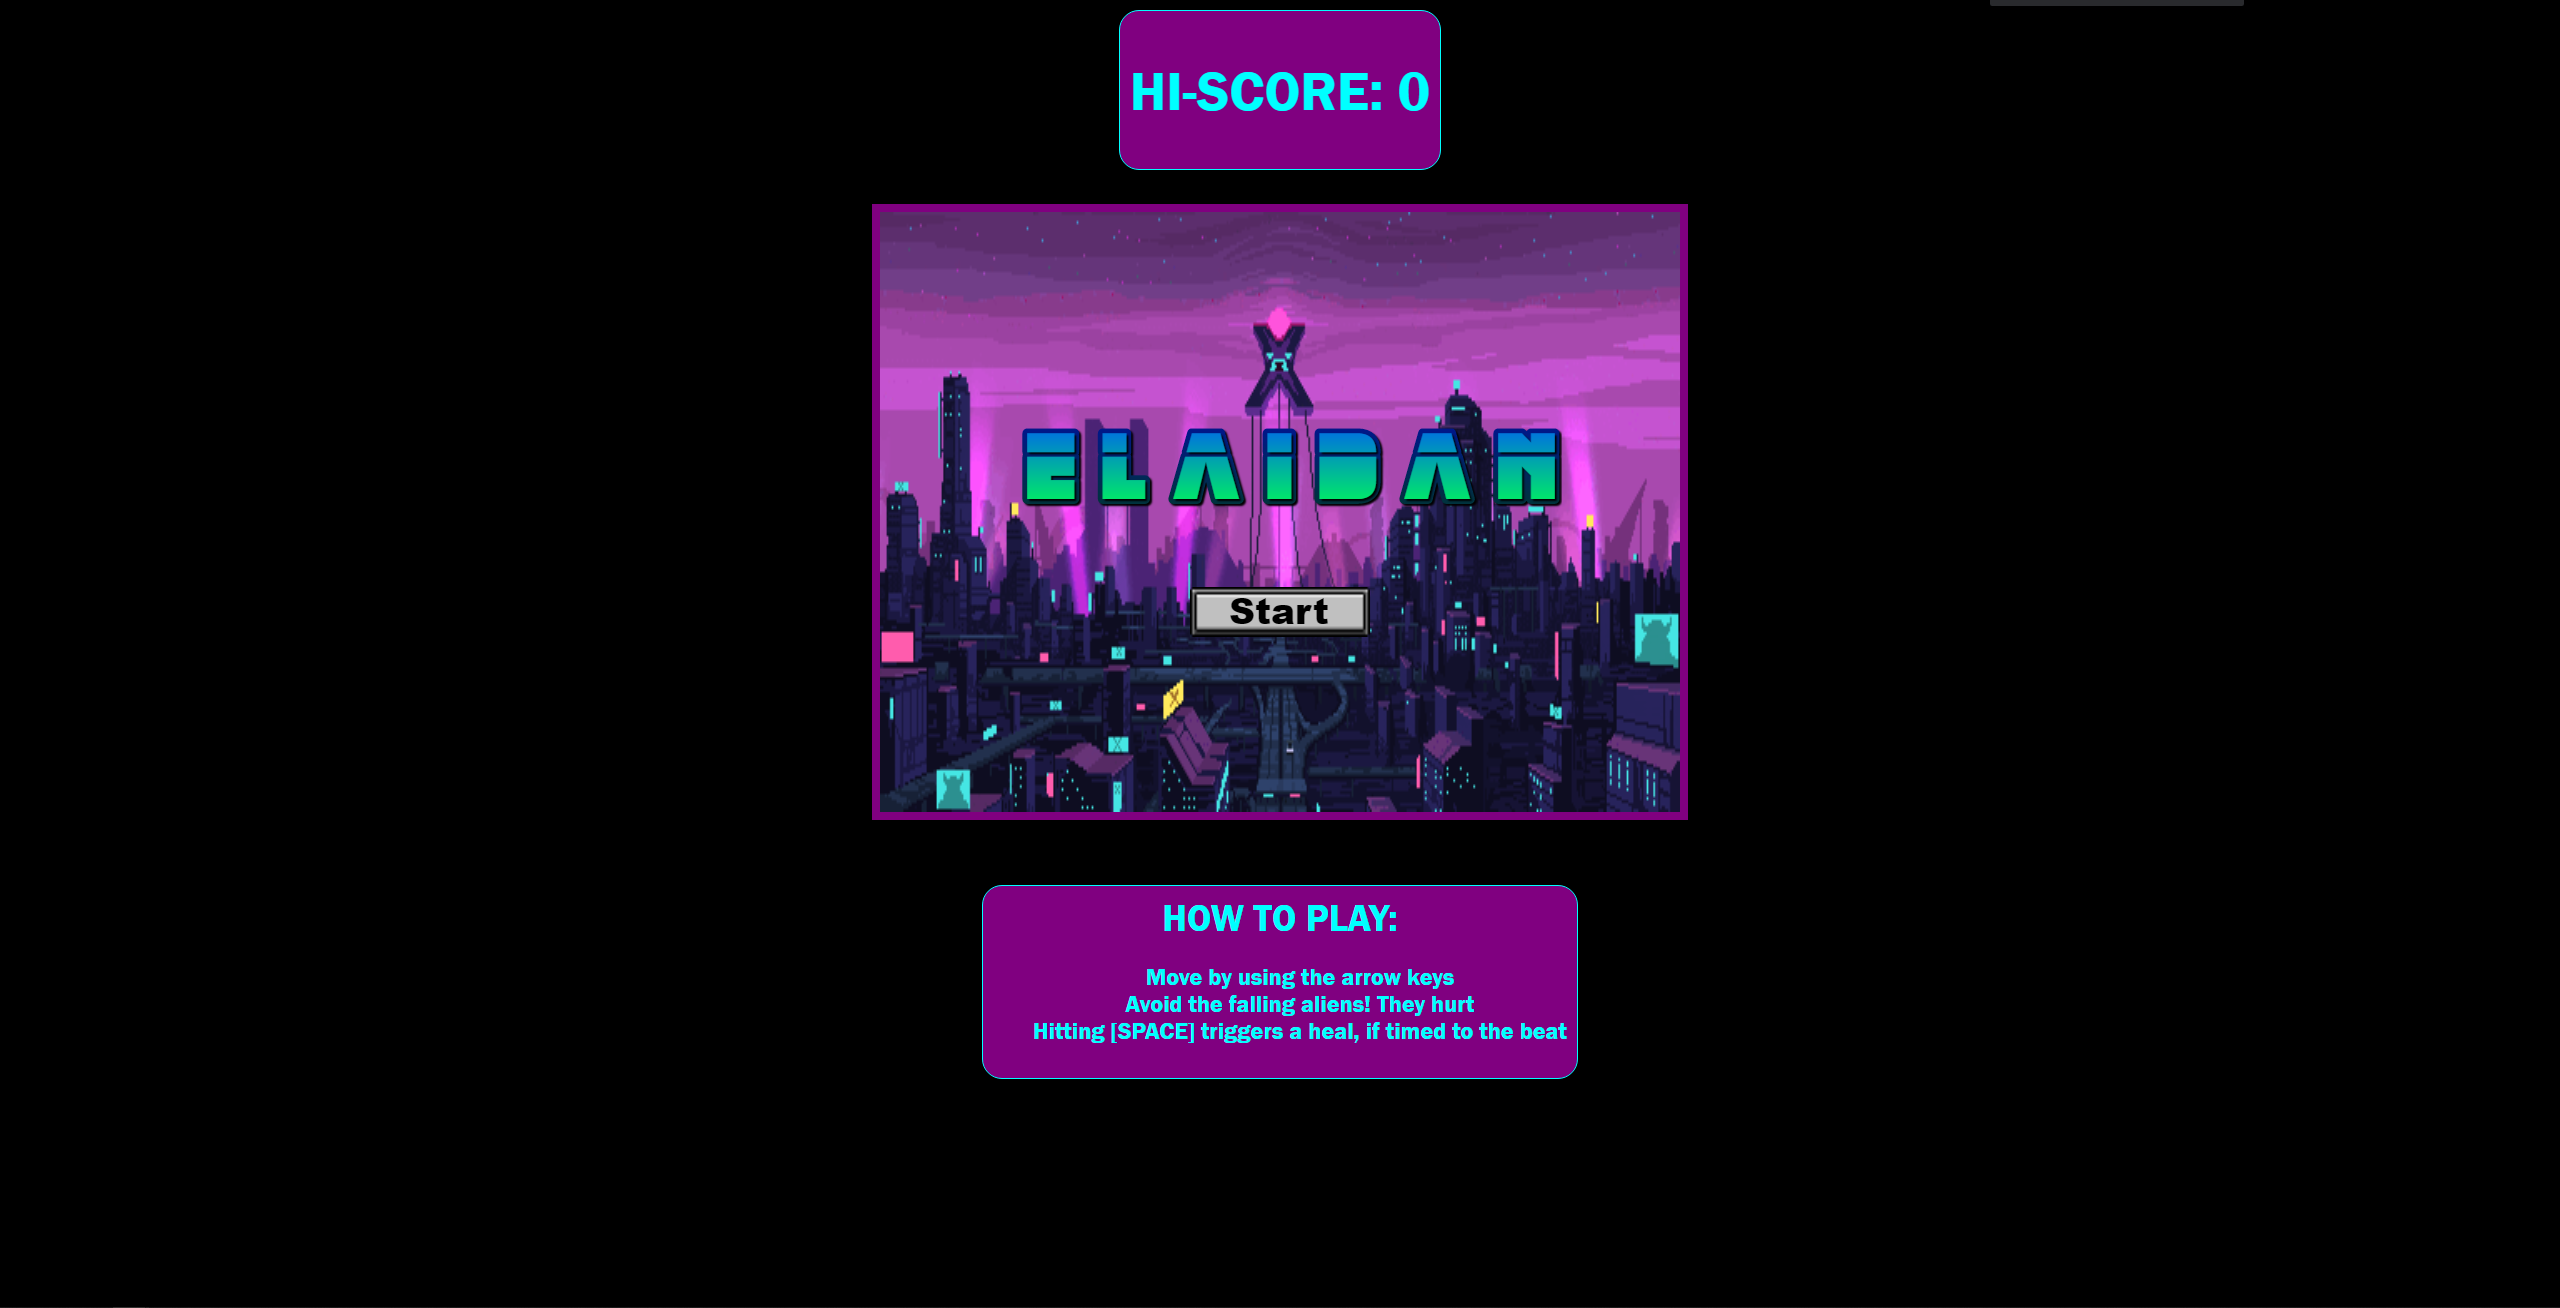 HI-SCORE: 0
ELAIDAN
Start
HOW TO PLAY:
Move by using the arrow keys
Avoid the falling aliens! They hurt
Hitting [SPACE] triggers a heal, if timed to the beat